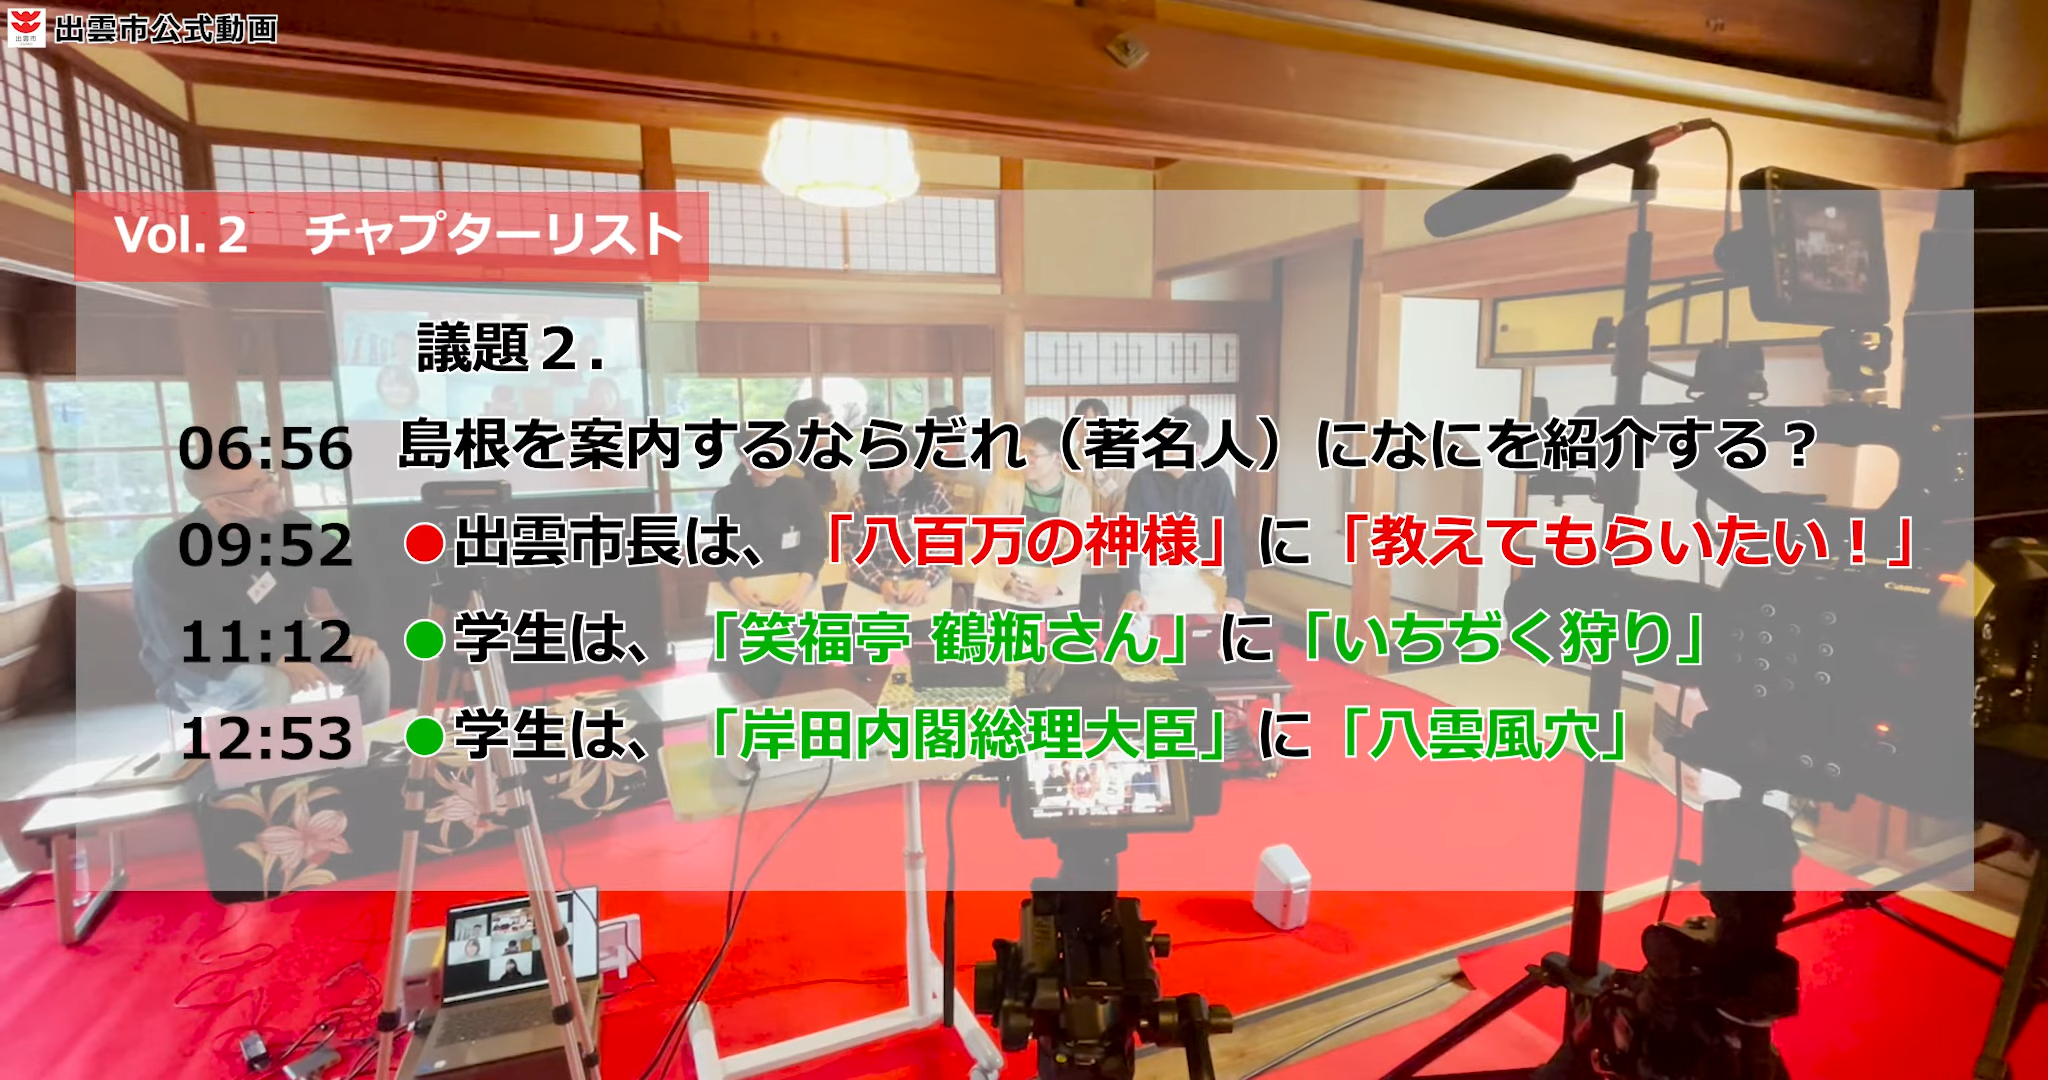 出雲市
出雲市公式動画
Vol.2 チャプターリスト
議題2.
06:56 島根を案内するならだれ（著名人）になにを紹介する？
09:52 ●出雲市長は、「八百万の神様」に「教えてもらいたい！」
11:12 ●学生は、「笑福亭 鶴瓶さん」に「いちぢく狩り」
12:53 ●学生は、「岸田内閣総理大臣」に「八雲風穴」
Canon